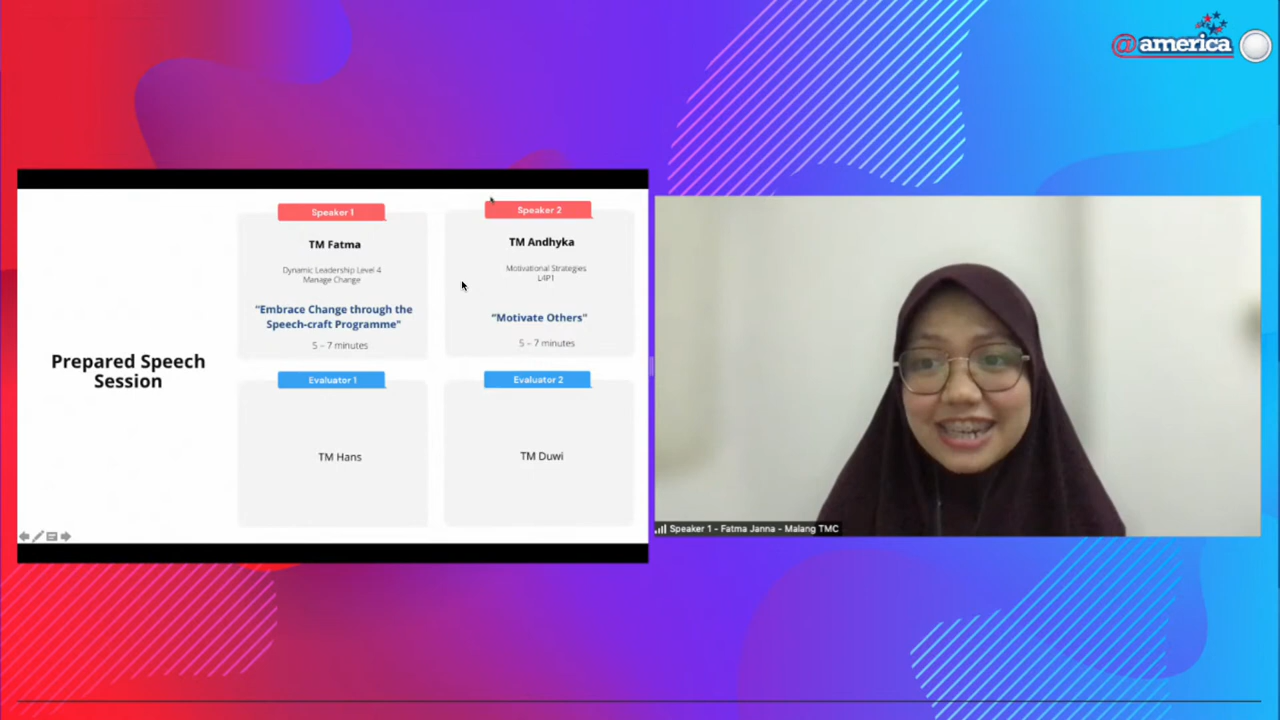 @america
Speaker 1
Speaker 2
TM Fatma
TM Andhyka
Dynamic Leadership Level 4
Manage Change
Motivational Strategies
L4P1
“Embrace Change through the
Speech-craft Programme"
“Motivate Others”
5 – 7 minutes
5 – 7 minutes
Prepared Speech
Session
Evaluator 1
Evaluator 2
TM Hans
TM Duwi
Speaker 1 - Fatma Janna - Malang TMC